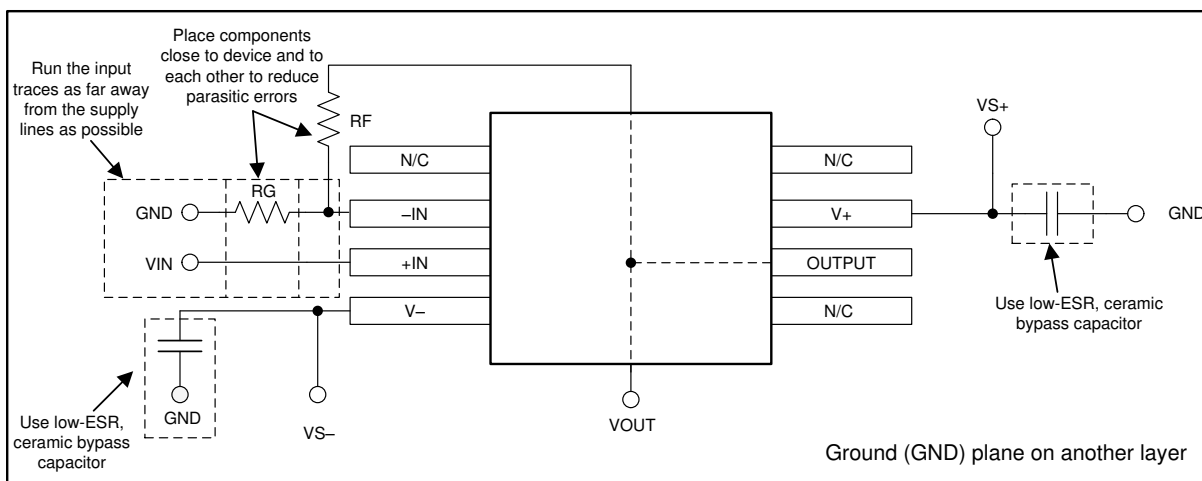 Place components
close to device and to
each other to reduce
parasitic errors
Run the input
traces as far away
from the supply
lines as possible
RF
VS+
N/C
N/C
RG
GND
–IN
V+
GND
VIN
+IN
OUTPUT
V–
N/C
Use low-ESR, ceramic
bypass capacitor
GND
Use low-ESR,
ceramic bypass
capacitor
VS–
VOUT
Ground (GND) plane on another layer